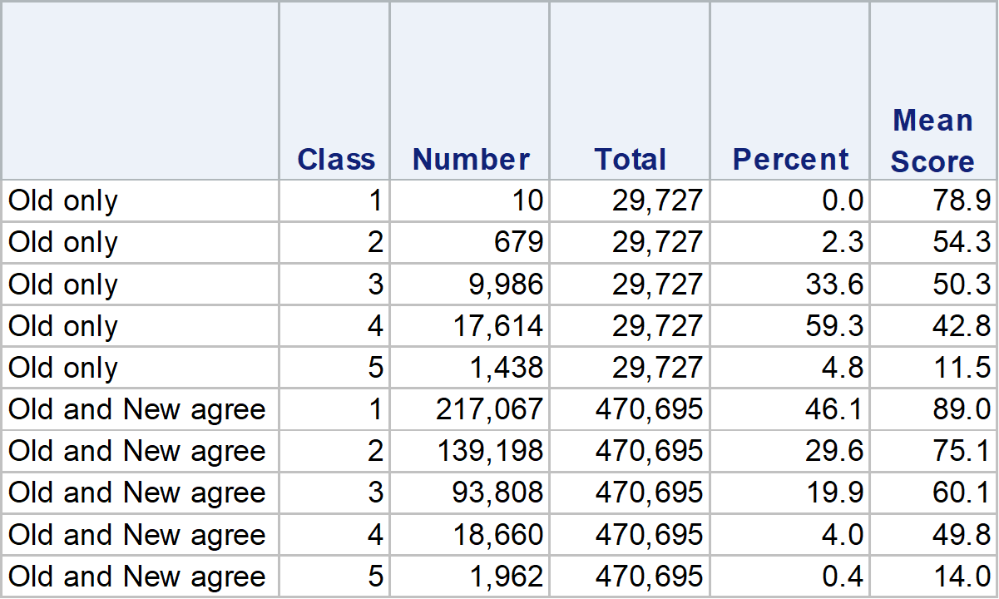 Class Number Total Percent Mean Score
Old only 1 10 29,727 0.0 78.9
Old only 2 679 29,727 2.3 54.3
Old only 3 9,986 29,727 33.6 50.3
Old only 4 17,614 29,727 59.3 42.8
Old only 5 1,438 29,727 4.8 11.5
Old and New agree 1 217,067 470,695 46.1 89.0
Old and New agree 2 139,198 470,695 29.6 75.1
Old and New agree 3 93,808 470,695 19.9 60.1
Old and New agree 4 18,660 470,695 4.0 49.8
Old and New agree 5 1,962 470,695 0.4 14.0